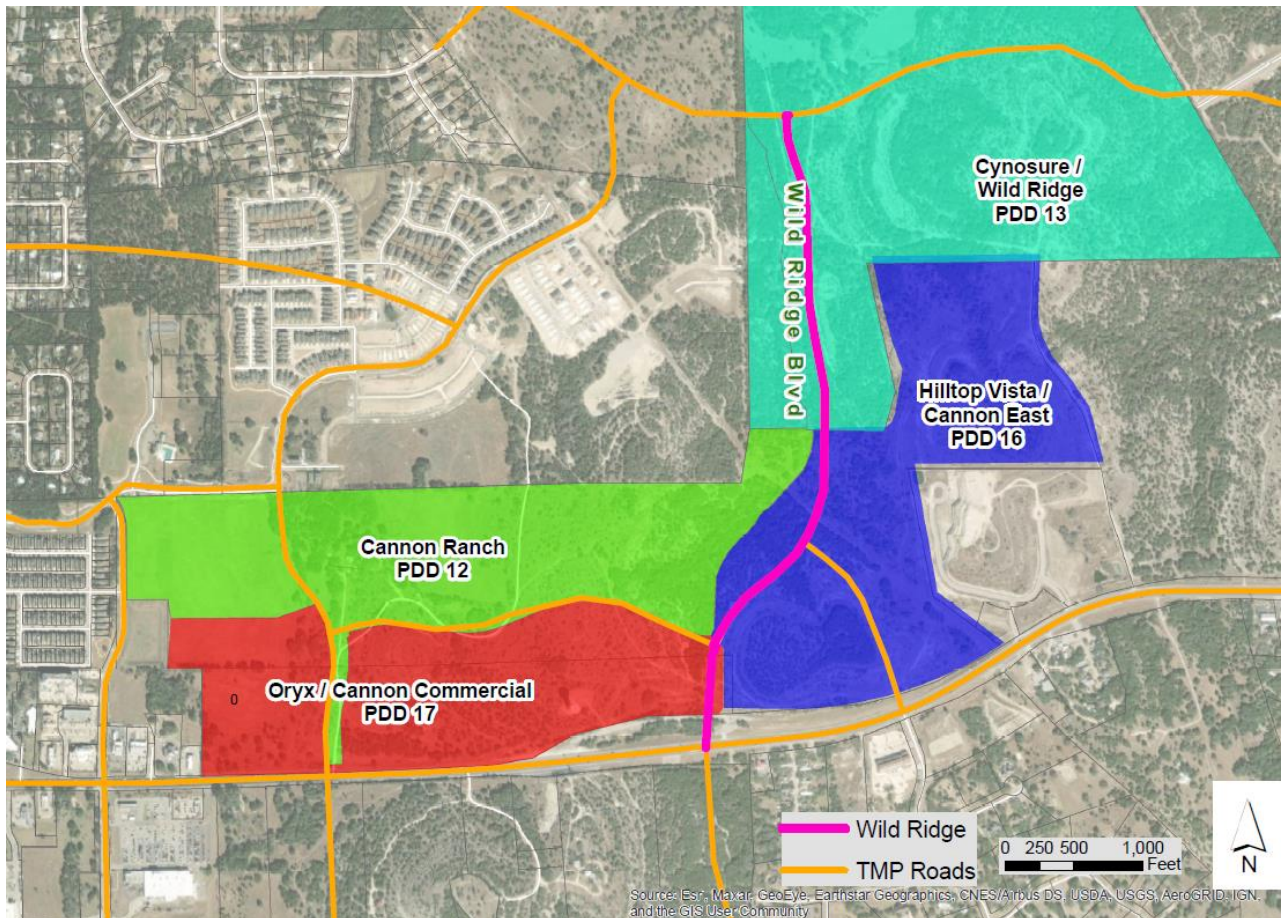 Cynosure /
Wild Ridge
PDD 13
Wild Ridge Blvd
Hilltop Vista /
Cannon East
PDD 16
Cannon Ranch
PDD 12
Oryx / Cannon Commercial
PDD 17
0
Wild Ridge
TMP Roads
0 250 500 1,000
Feet
N
Source: Esri, Maxar, GeoEye, Earthstar Geographics, CNES/Airbus DS, USDA, USGS, AeroGRID, IGN,
and the GIS User Community